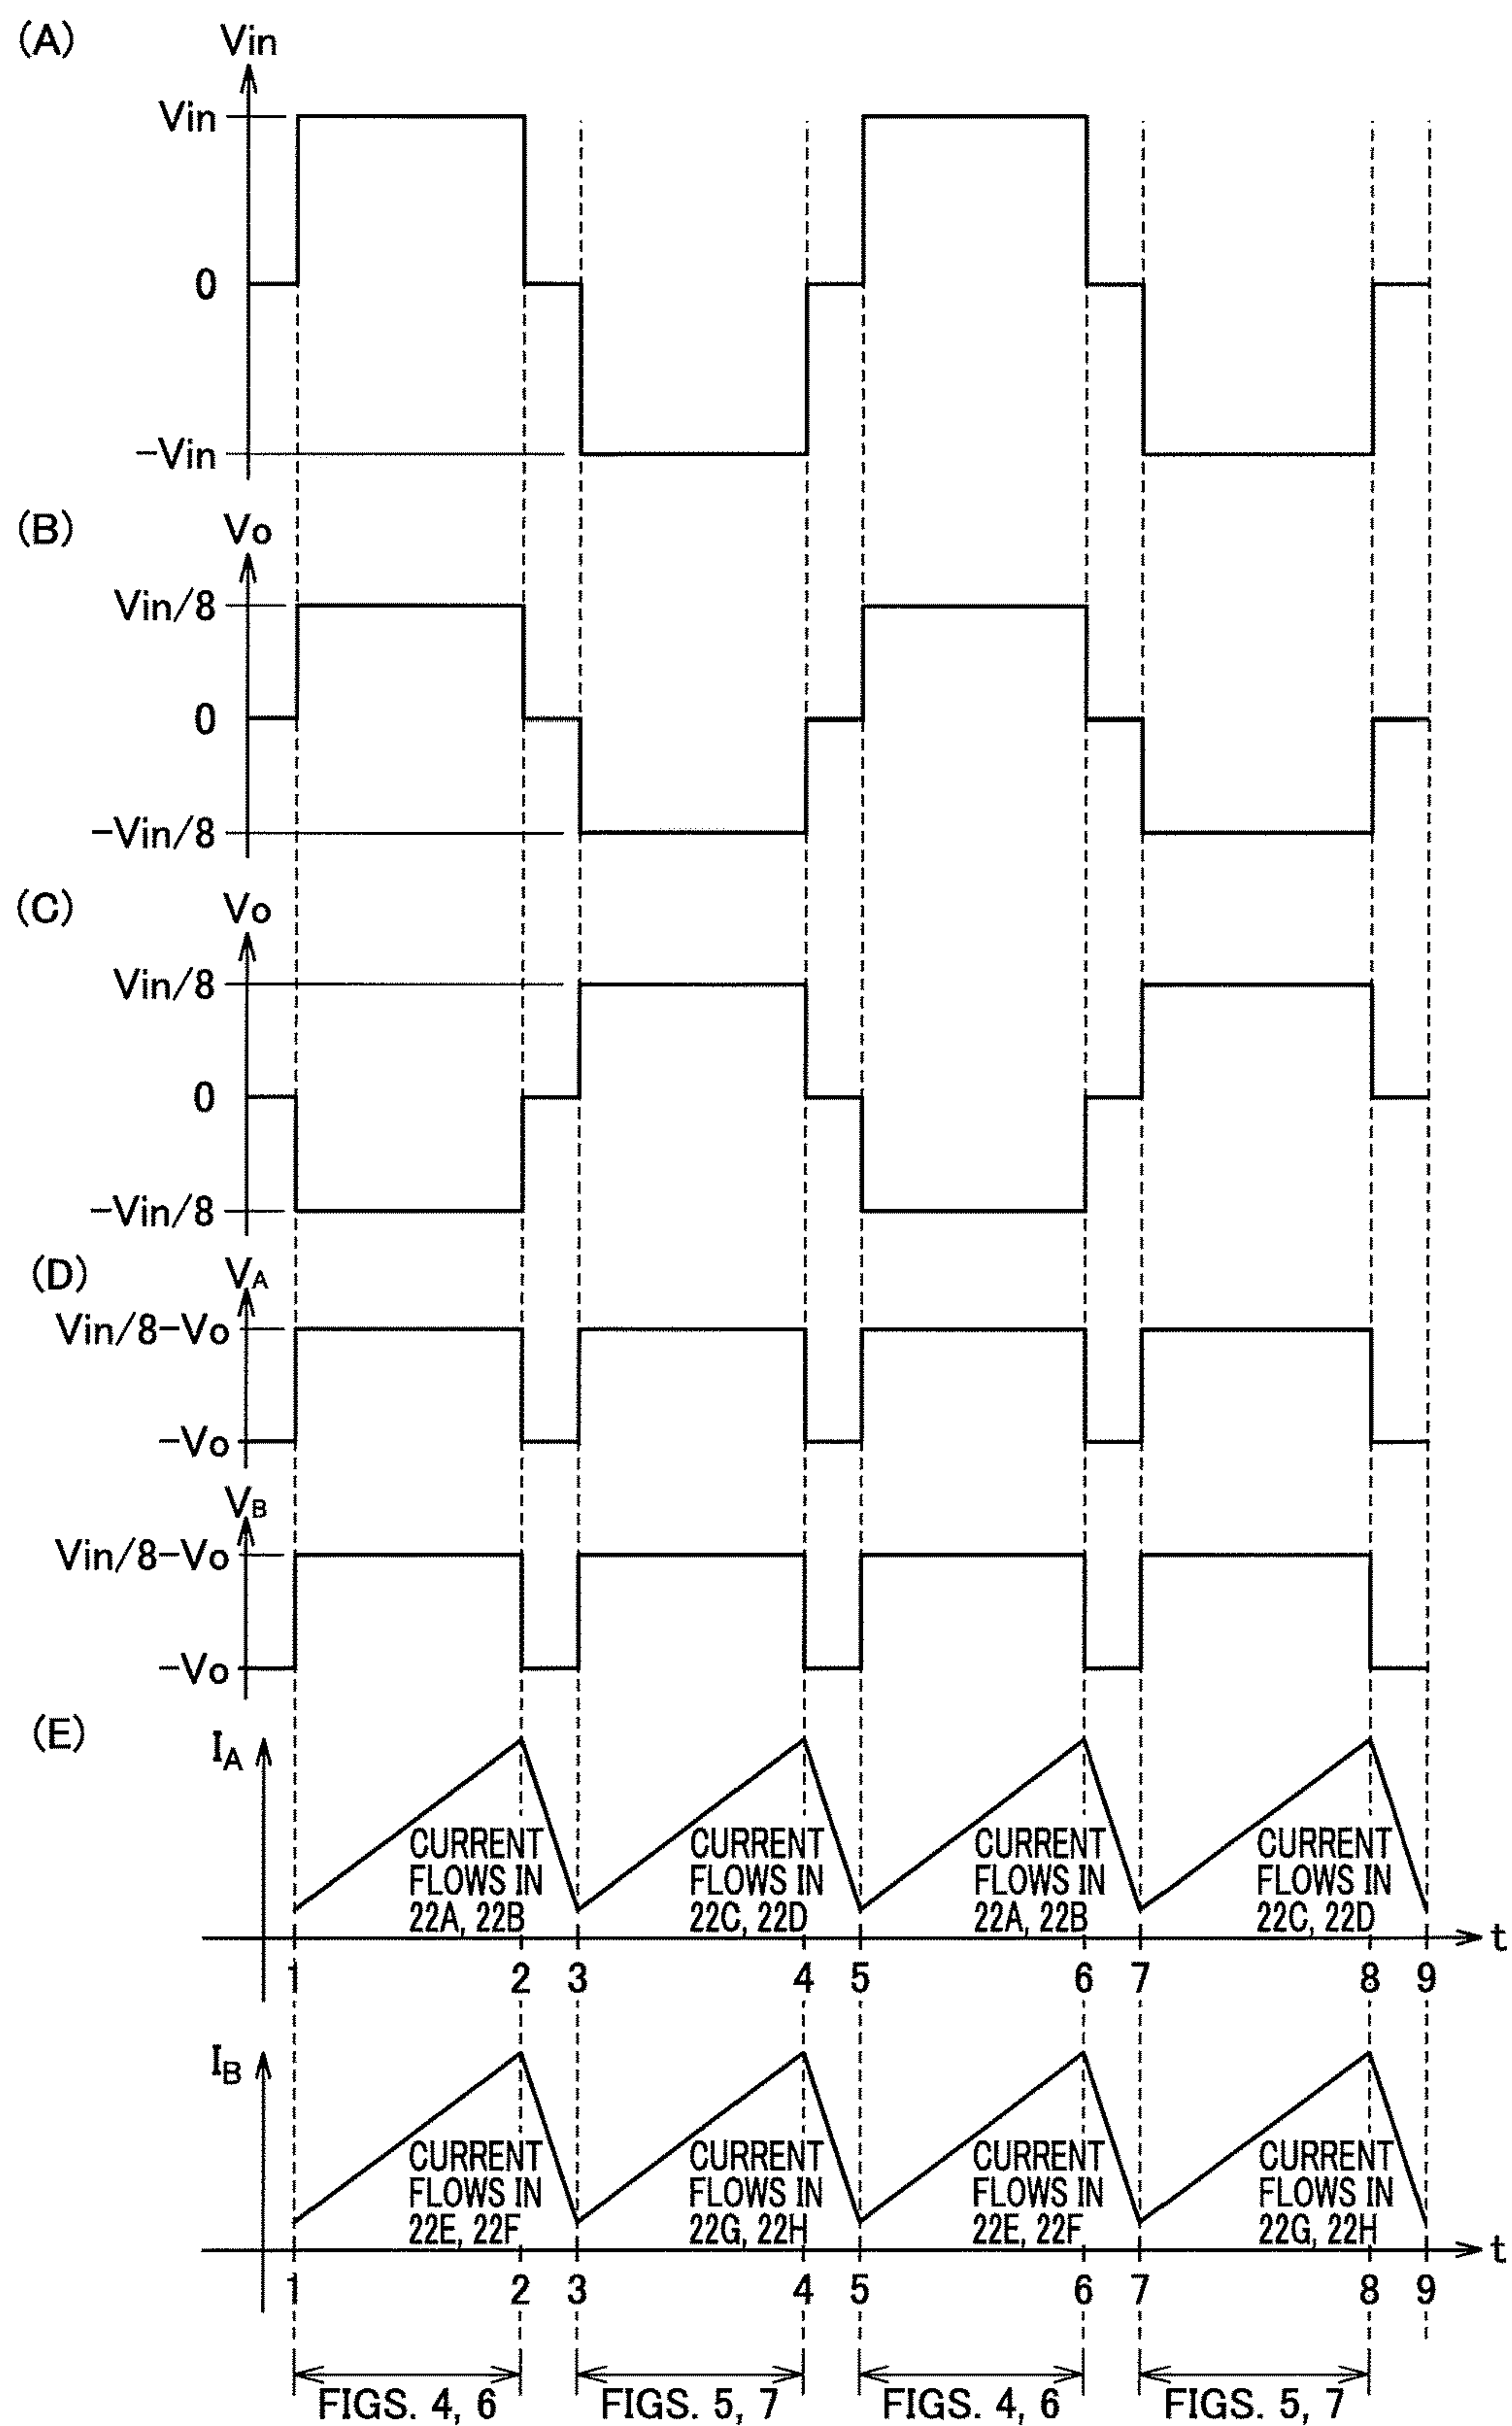 (A)
Vin
Vin
0
-Vin
(B)
Vo
Vin/8
0
-Vin/8
(C)
Vo
Vin/8
0
-Vin/8
(D)
VA
Vin/8-Vo
-Vo
VB
Vin/8-Vo
-Vo
(E)
IA
CURRENT FLOWS IN 22A, 22B
CURRENT FLOWS IN 22C, 22D
CURRENT FLOWS IN 22A, 22B
CURRENT FLOWS IN 22C, 22D
t
1 2 3 4 5 6 7 8 9
IB
CURRENT FLOWS IN 22E, 22F
CURRENT FLOWS IN 22G, 22H
CURRENT FLOWS IN 22E, 22F
CURRENT FLOWS IN 22G, 22H
t
1 2 3 4 5 6 7 8 9
FIGS. 4, 6 FIGS. 5, 7 FIGS. 4, 6 FIGS. 5, 7